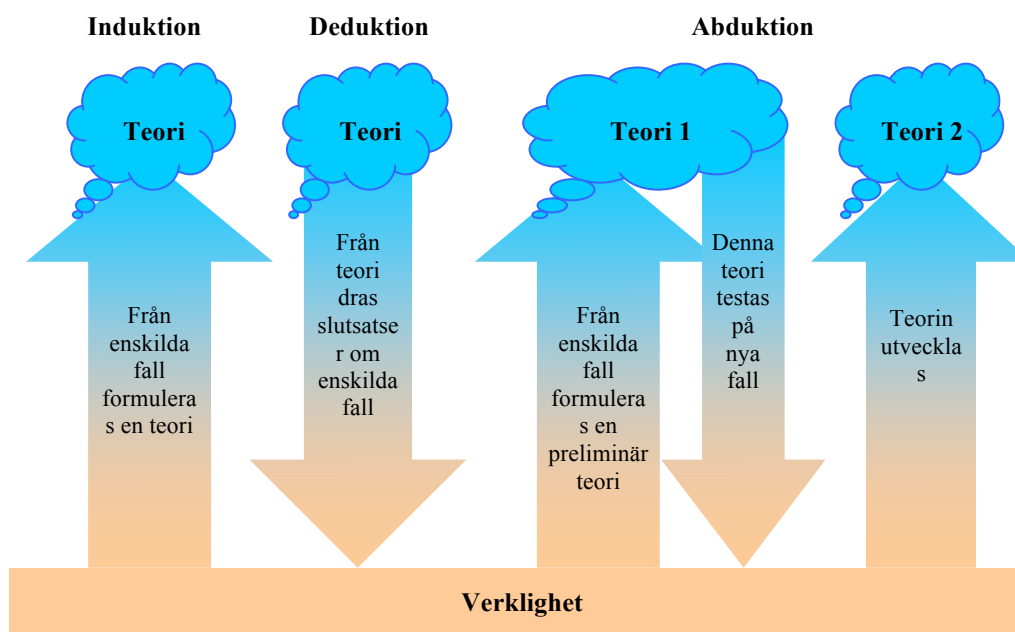 Induktion
Deduktion
Abduktion
Teori
Teori
Teori 1
Teori 2
Från
enskilda
fall
formulera
s en teori
Från
teori
dras
slutsatse
r om
enskilda
fall
Från
enskilda
fall
formulera
s en
preliminär
teori
Denna
teori
testas
på
nya
fall
Teorin
utveckla
s
Verklighet